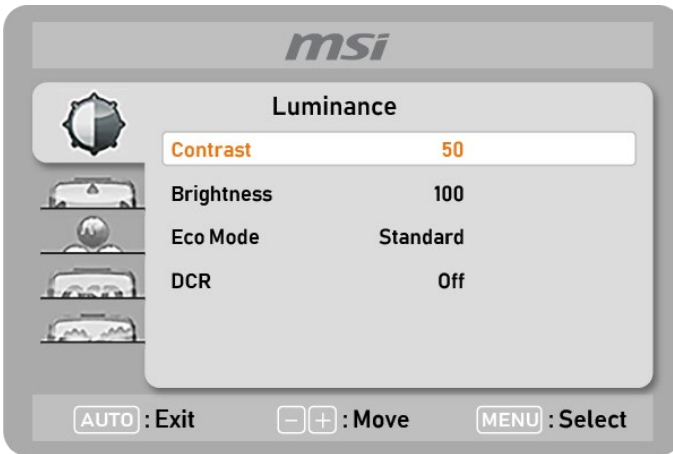 msi
Luminance
Contrast 50
Brightness 100
Eco Mode Standard
DCR Off
AUTO : Exit - + : Move MENU : Select